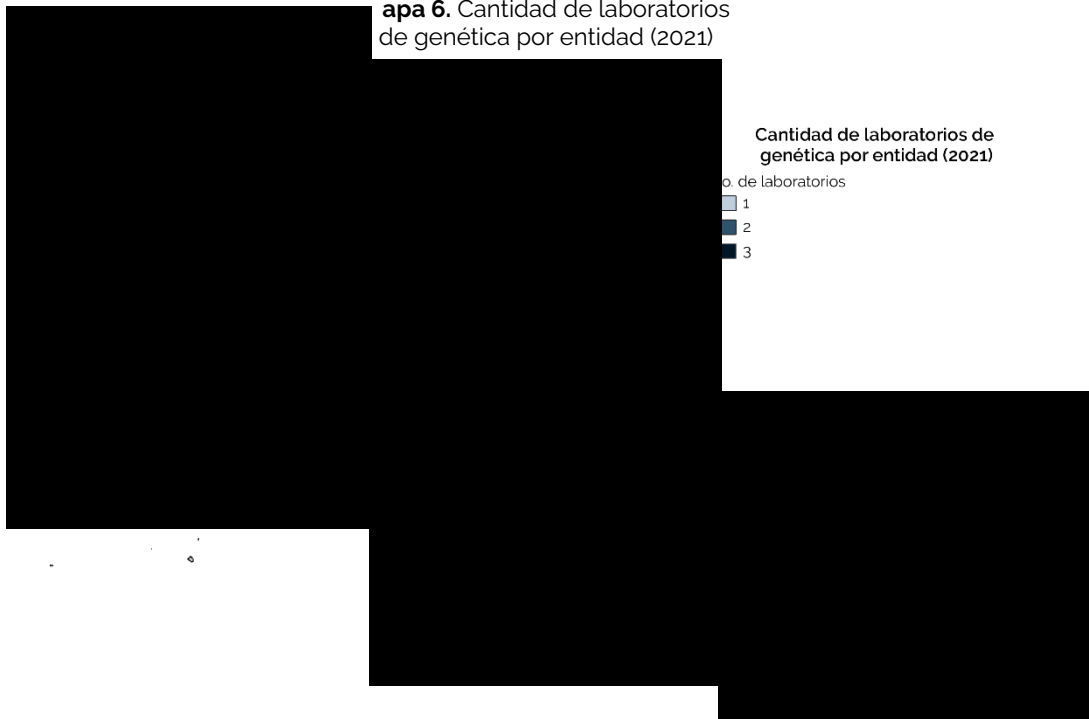 apa 6. Cantidad de laboratorios
de genética por entidad (2021)
Cantidad de laboratorios de
genética por entidad (2021)
o. de laboratorios
1
2
3